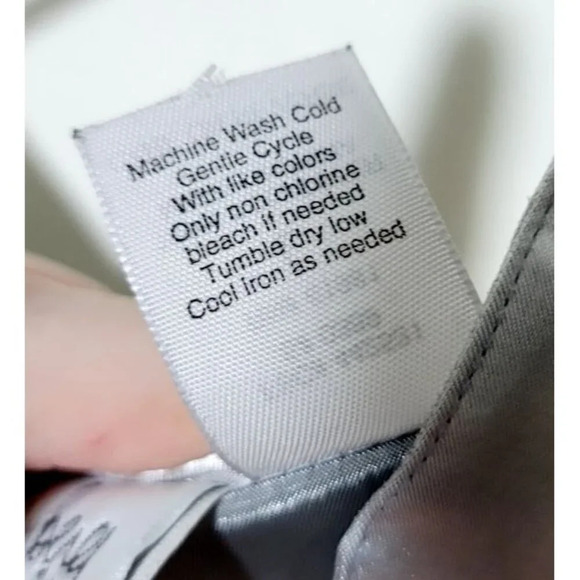 Machine Wash Cold
Gentle Cycle
With like colors
Only non chlorine
bleach if needed
Tumble dry low
Cool iron as needed